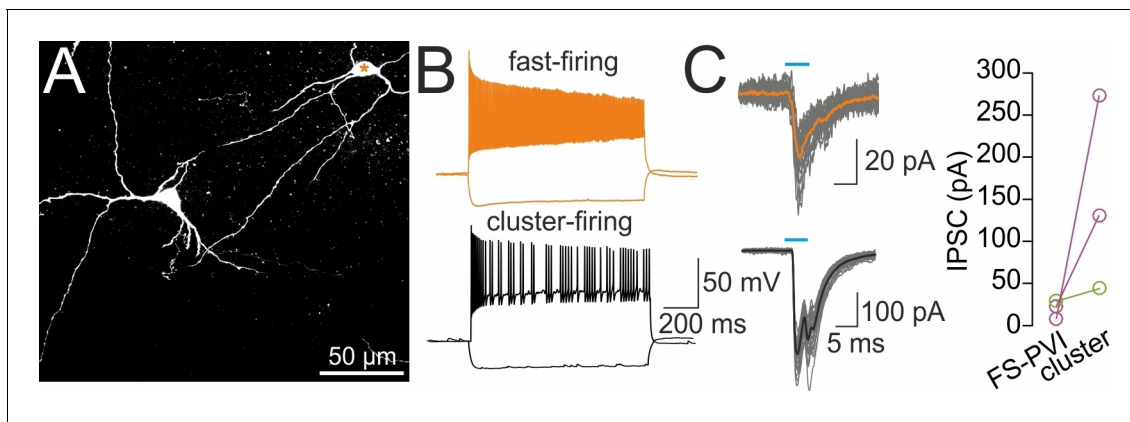 A
*
50 µm
B
fast-firing
cluster-firing
50 mV
200 ms
C
20 pA
100 pA
5 ms
IPSC (pA)
300
250
200
150
100
50
0
FS-PVI
cluster